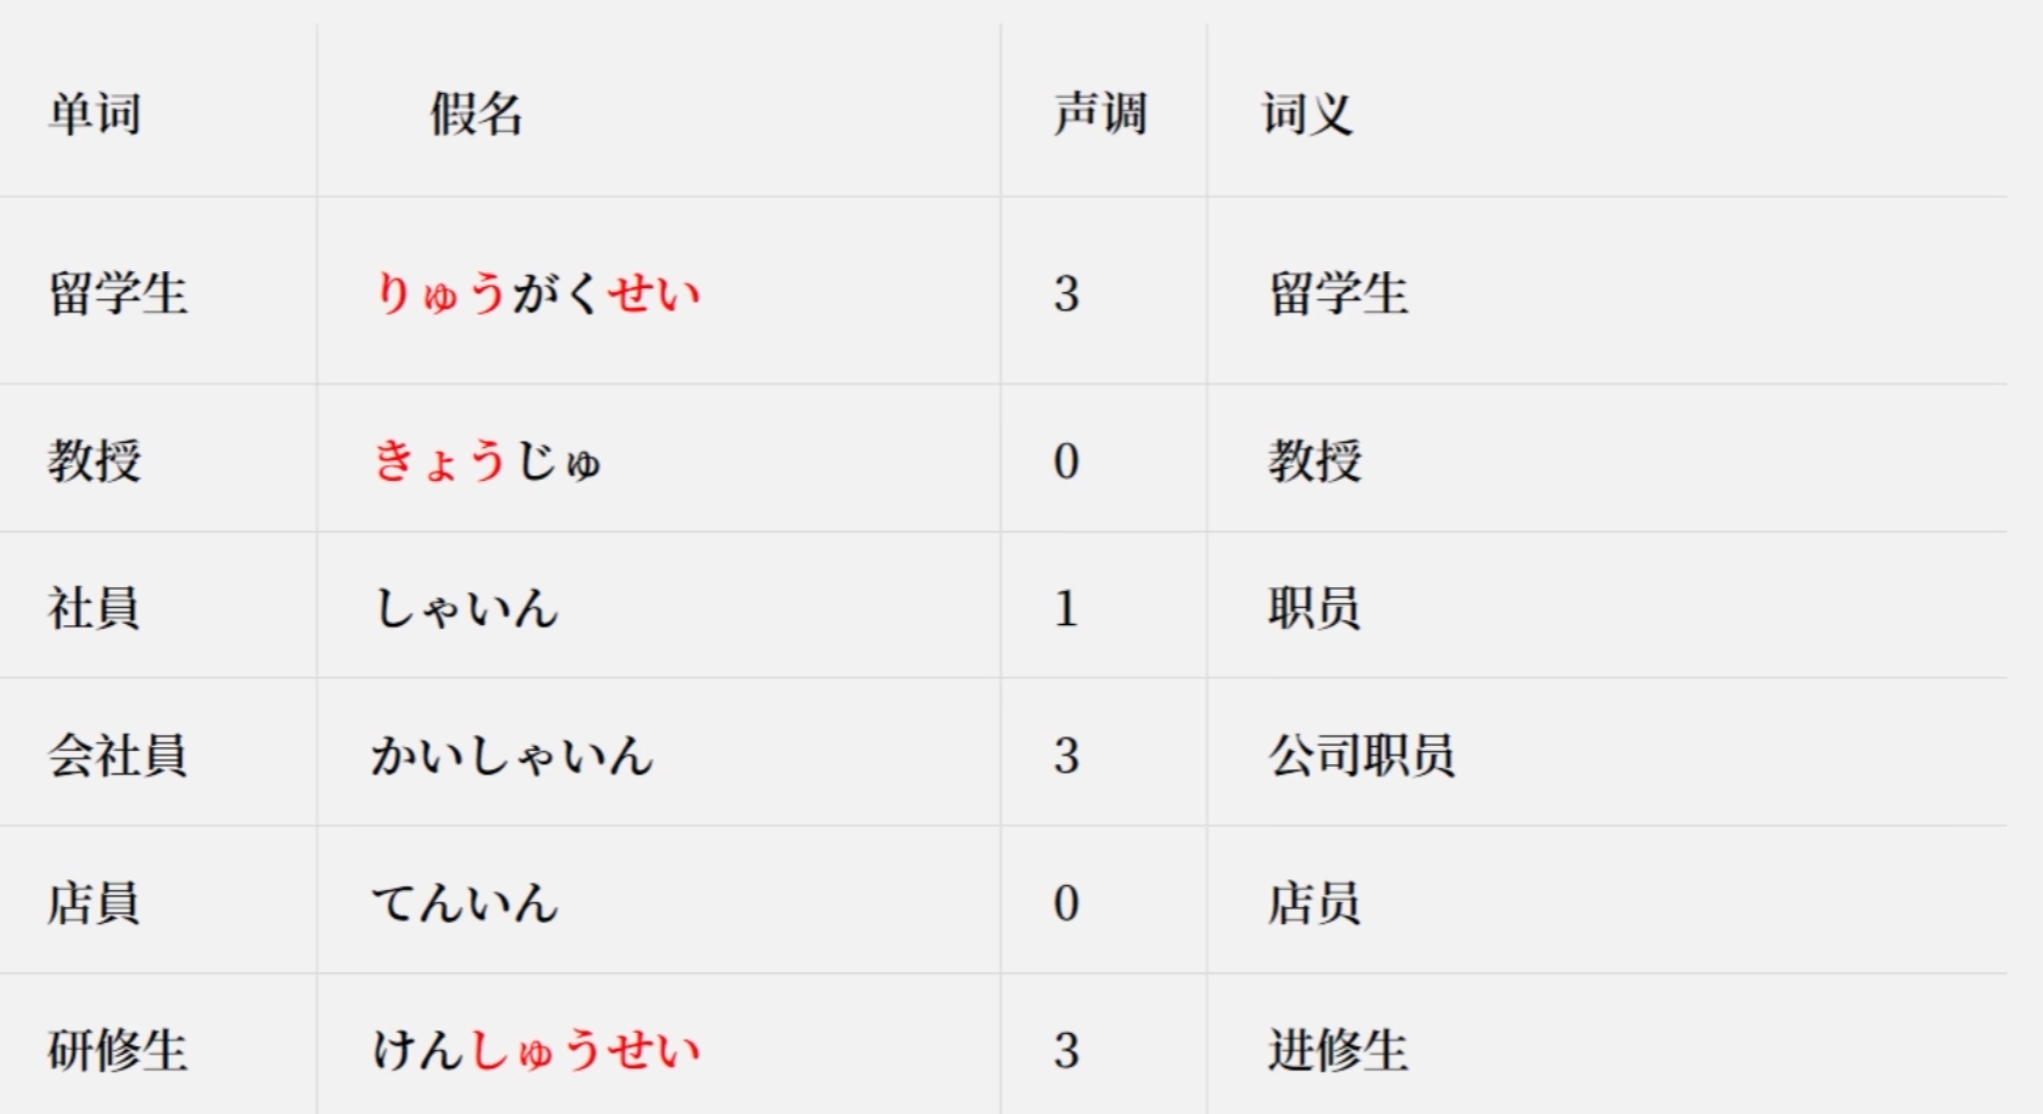 单词 假名 声调 词义
留学生 りゅうがくせい 3 留学生
教授 きょうじゅ 0 教授
社員 しゃいん 1 职员
会社員 かいしゃいん 3 公司职员
店員 てんいん 0 店员
研修生 けんしゅうせい 3 进修生